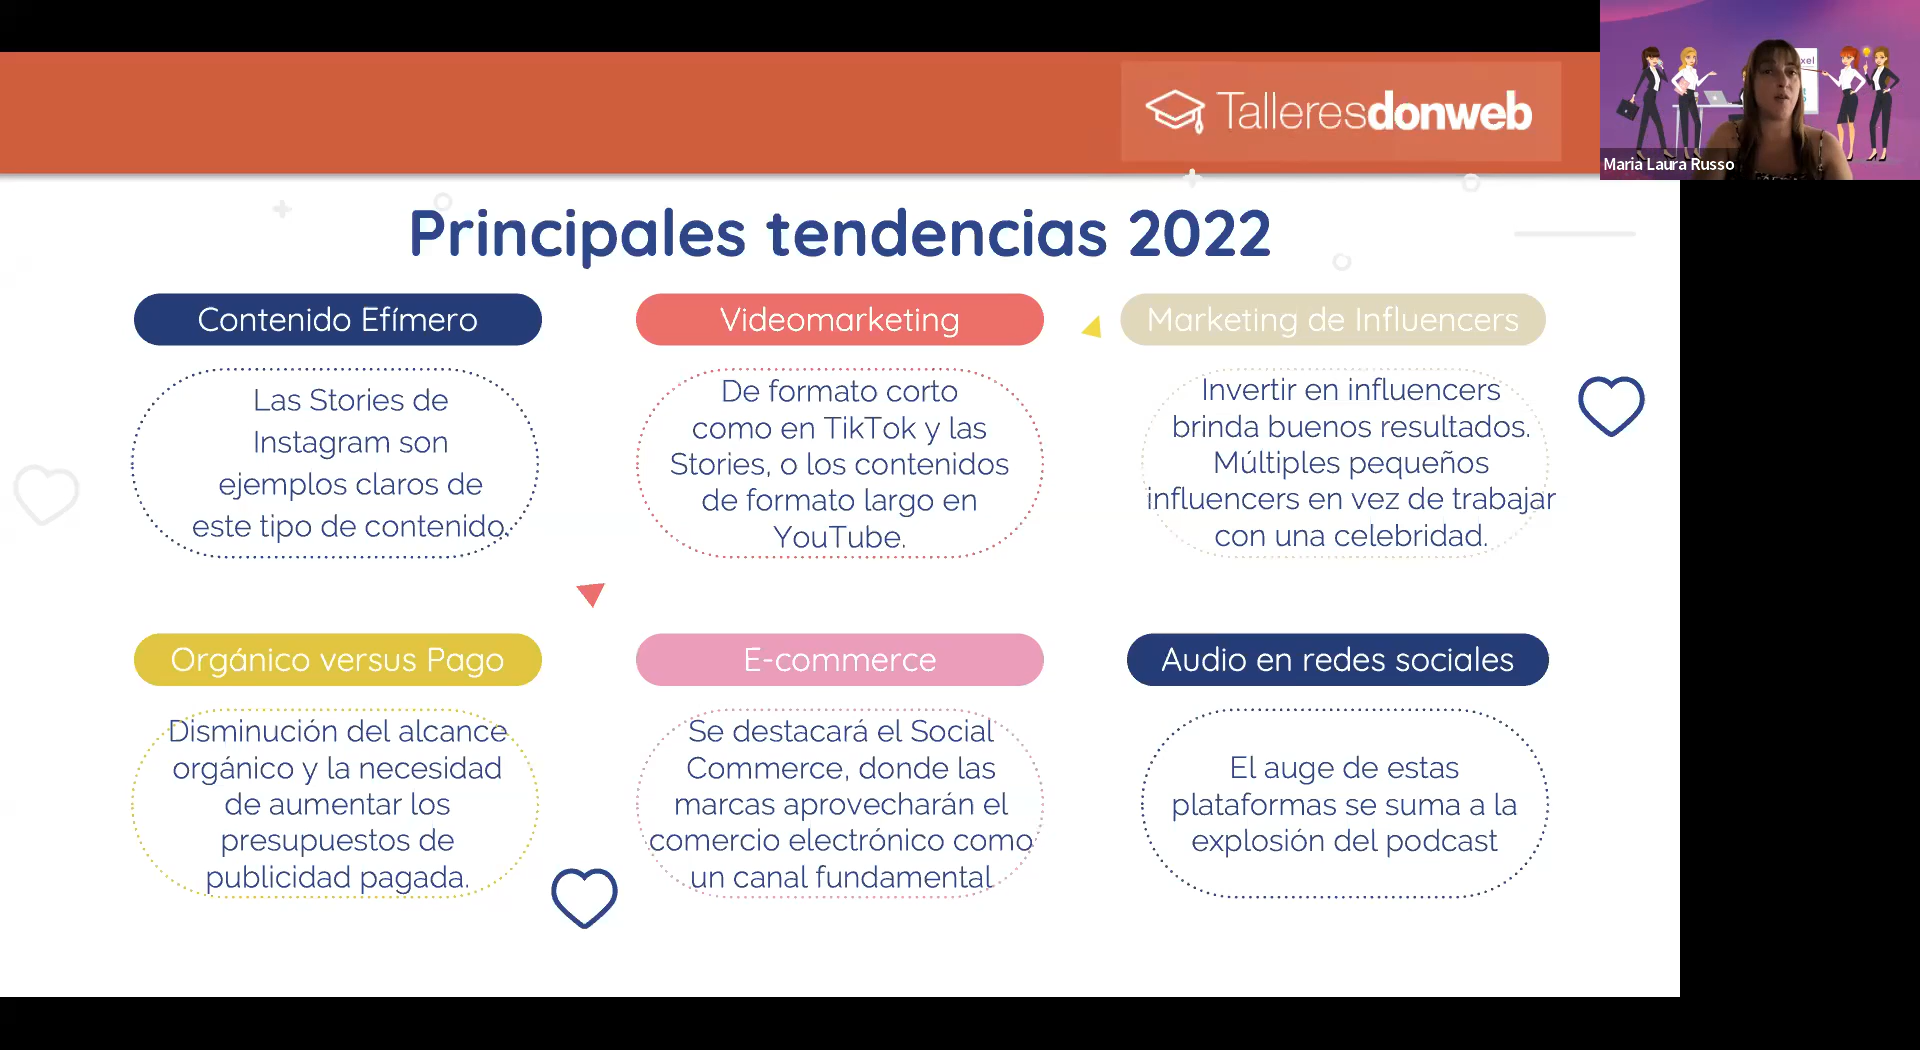 Talleresdonweb
xel
Maria Laura Russo
Principales tendencias 2022
Contenido Efímero
Las Stories de
Instagram son
ejemplos claros de
este tipo de contenido.
Videomarketing
De formato corto
como en TikTok y las
Stories, o los contenidos
de formato largo en
YouTube.
Marketing de Influencers
Invertir en influencers
brinda buenos resultados.
Múltiples pequeños
influencers en vez de trabajar
con una celebridad.
Orgánico versus Pago
Disminución del alcance
orgánico y la necesidad
de aumentar los
presupuestos de
publicidad pagada.
E-commerce
Se destacará el Social
Commerce, donde las
marcas aprovecharán el
comercio electrónico como
un canal fundamental
Audio en redes sociales
El auge de estas
plataformas se suma a la
explosión del podcast